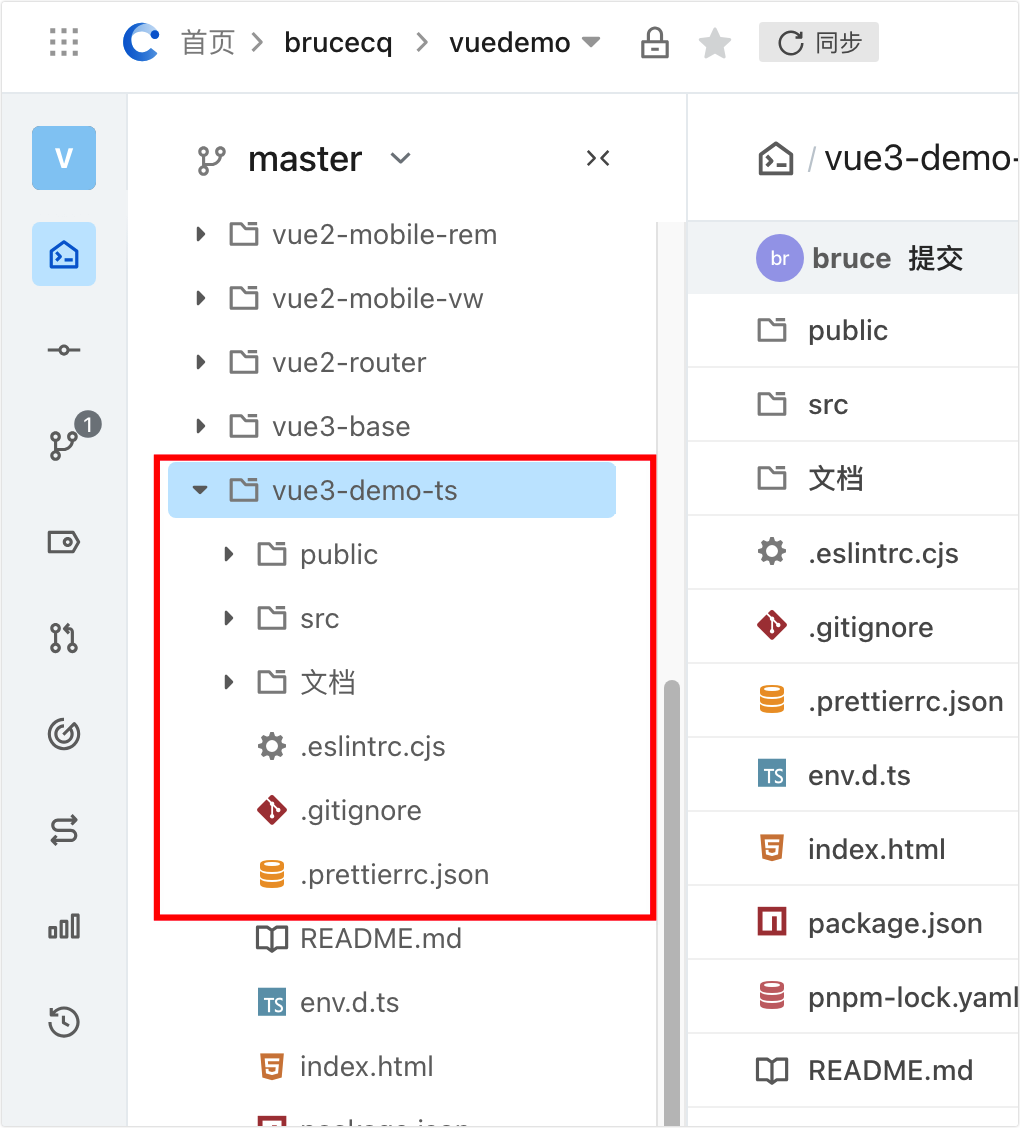 首页 > brucecq > vuedemo 同步
V
1
master
vue2-mobile-rem
vue2-mobile-vw
vue2-router
vue3-base
vue3-demo-ts
public
src
文档
.eslintrc.cjs
.gitignore
.prettierrc.json
README.md
TS env.d.ts
index.html
package.json
/ vue3-demo-
br bruce 提交
public
src
文档
.eslintrc.cjs
.gitignore
.prettierrc.json
TS env.d.ts
index.html
package.json
pnpm-lock.yaml
README.md